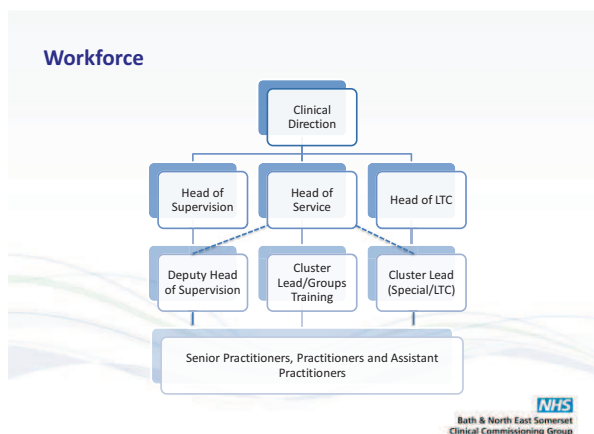 Workforce
Clinical
Direction
Head of
Supervision
Head of
Service
Head of LTC
Deputy Head
of Supervision
Cluster
Lead/Groups
Training
Cluster Lead
(Special/LTC)
Senior Practitioners, Practitioners and Assistant
Practitioners
NHS
Bath & North East Somerset
Clinical Commissioning Group